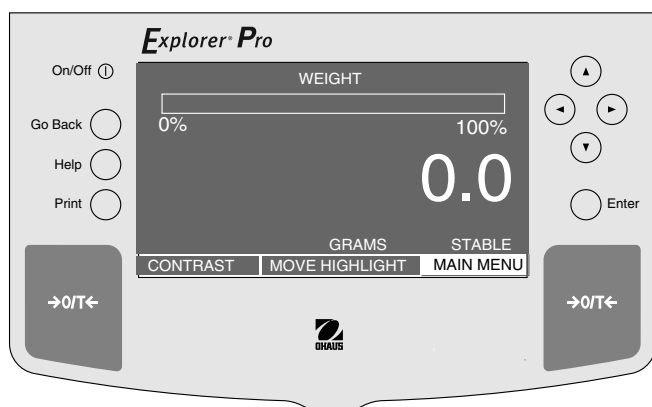 Explorer® Pro
On/Off
WEIGHT
0% 100%
Go Back
Help
0.0
Print
Enter
GRAMS STABLE
CONTRAST MOVE HIGHLIGHT MAIN MENU
→0/T← →0/T←
OHAUS